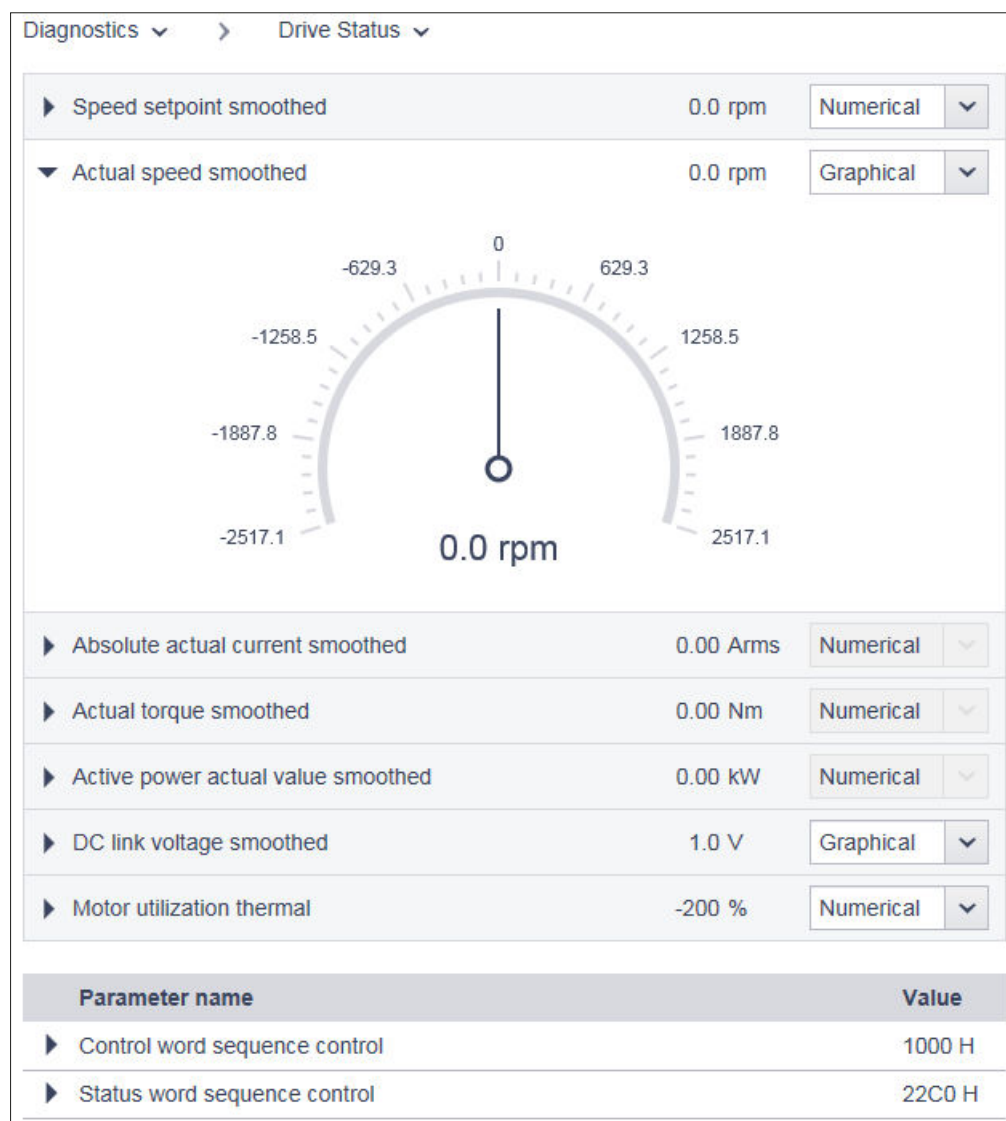 Diagnostics > Drive Status
Speed setpoint smoothed 0.0 rpm Numerical
Actual speed smoothed 0.0 rpm Graphical
0
-629.3 629.3
-1258.5 1258.5
-1887.8 1887.8
-2517.1 2517.1
0.0 rpm
Absolute actual current smoothed 0.00 Arms Numerical
Actual torque smoothed 0.00 Nm Numerical
Active power actual value smoothed 0.00 kW Numerical
DC link voltage smoothed 1.0 V Graphical
Motor utilization thermal -200 % Numerical
Parameter name Value
Control word sequence control 1000 H
Status word sequence control 22C0 H